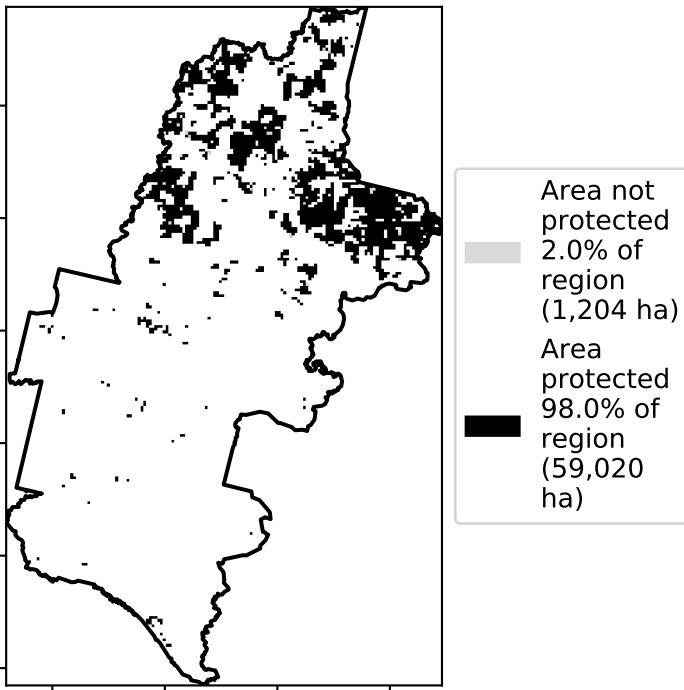 Area not
protected
2.0% of
region
(1,204 ha)
Area
protected
98.0% of
region
(59,020
ha)